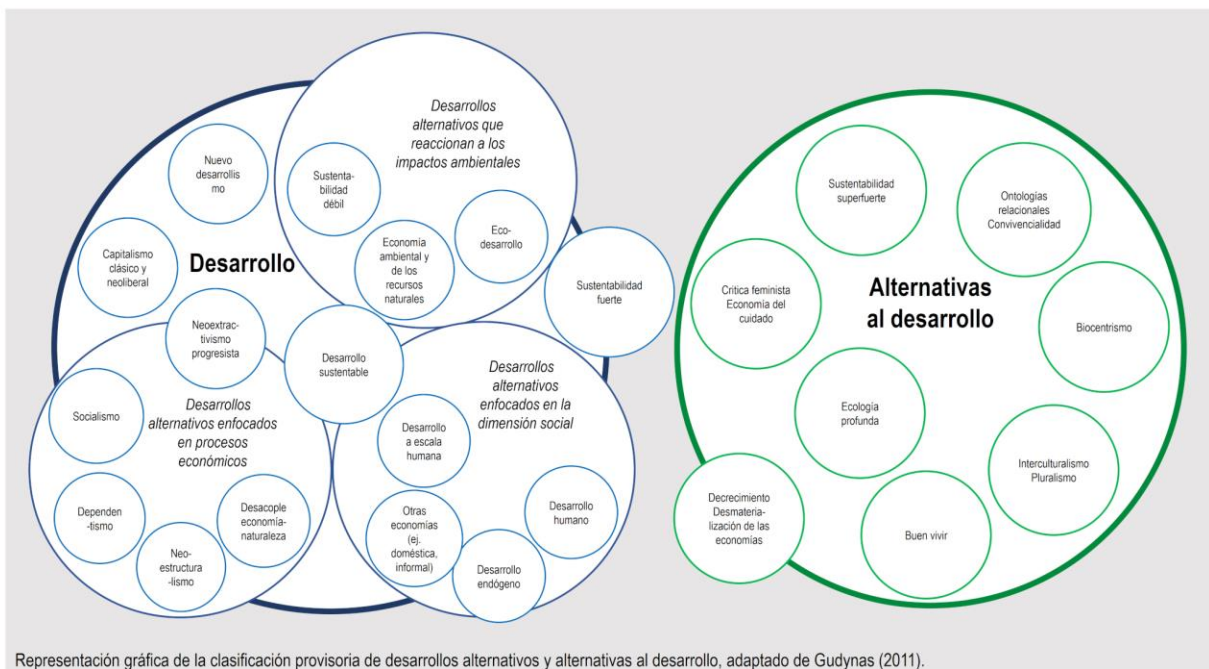 Desarrollos
alternativos que
reaccionan a los
impactos ambientales
Nuevo
desarrollis
mo
Sustenta-
bilidad
débil
Eco-
desarrollo
Economía
ambiental y
de los
recursos
naturales
Capitalismo
clásico y
neoliberal
Desarrollo
Sustentabilidad
fuerte
Neoextrac-
tivismo
progresista
Desarrollo
sustentable
Socialismo
Desarrollos
alternativos enfocados
en procesos
económicos
Dependen
-tismo
Desacople
economía-
naturaleza
Neo-
estructura
-lismo
Desarrollos
alternativos
enfocados en la
dimensión social
Desarrollo
a escala
humana
Otras
economías
(ej.
doméstica,
informal)
Desarrollo
humano
Desarrollo
endógeno
Sustentabilidad
superfuerte
Ontologías
relacionales
Convivencialidad
Critica feminista
Economía del
cuidado
Alternativas
al desarrollo
Biocentrismo
Ecología
profunda
Interculturalismo
Pluralismo
Decrecimiento
Desmateria-
lización de las
economías
Buen vivir
Representación gráfica de la clasificación provisoria de desarrollos alternativos y alternativas al desarrollo, adaptado de Gudynas (2011).